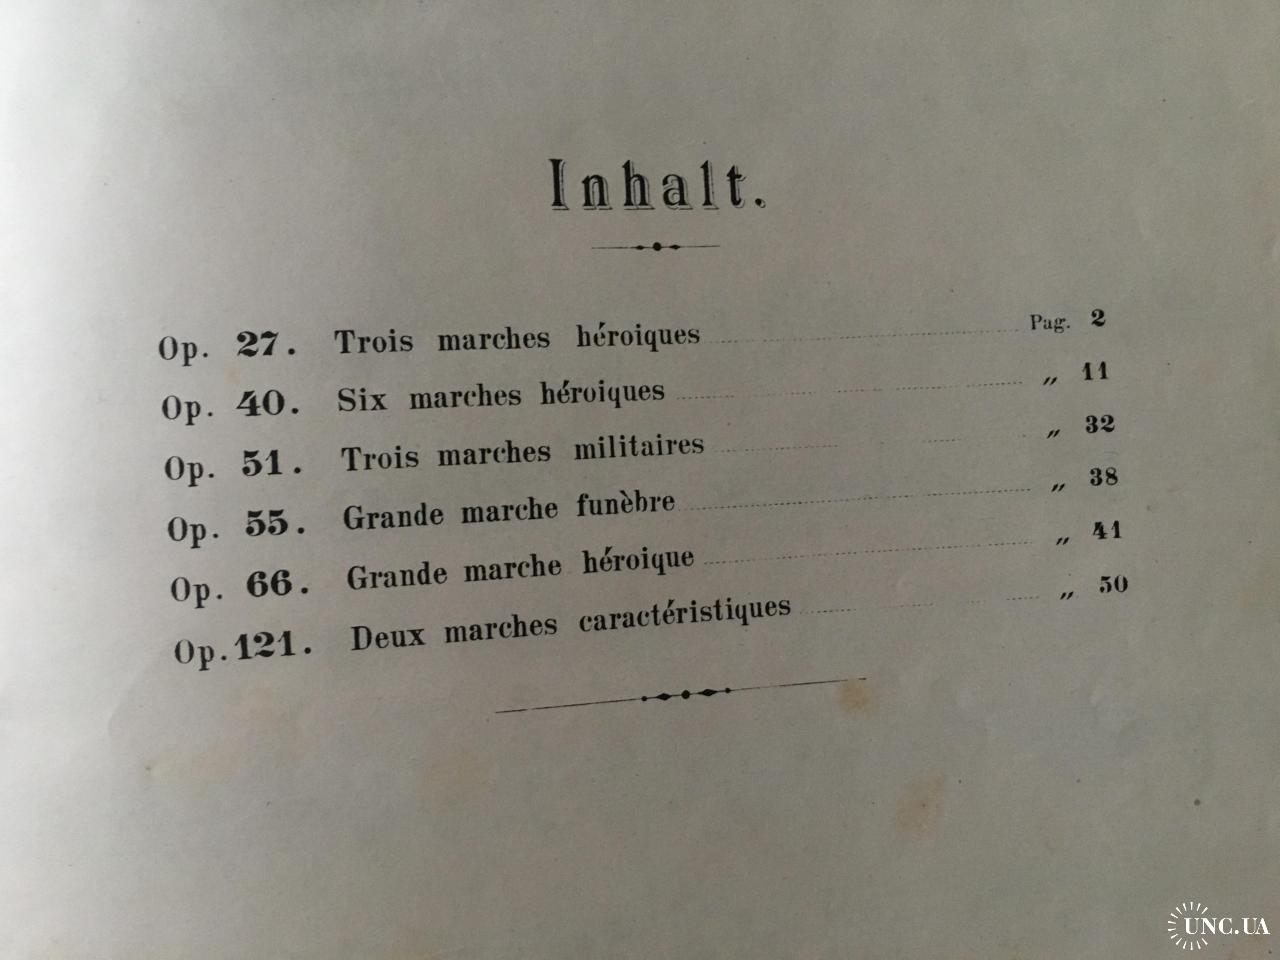 Inhalt.
Op. 27. Trois marches héroiques Pag. 2
Op. 40. Six marches héroiques „ 11
Op. 51. Trois marches militaires „ 32
Op. 55. Grande marche funèbre „ 38
Op. 66. Grande marche héroique „ 41
Op. 121. Deux marches caractéristiques „ 50
UNC.UA